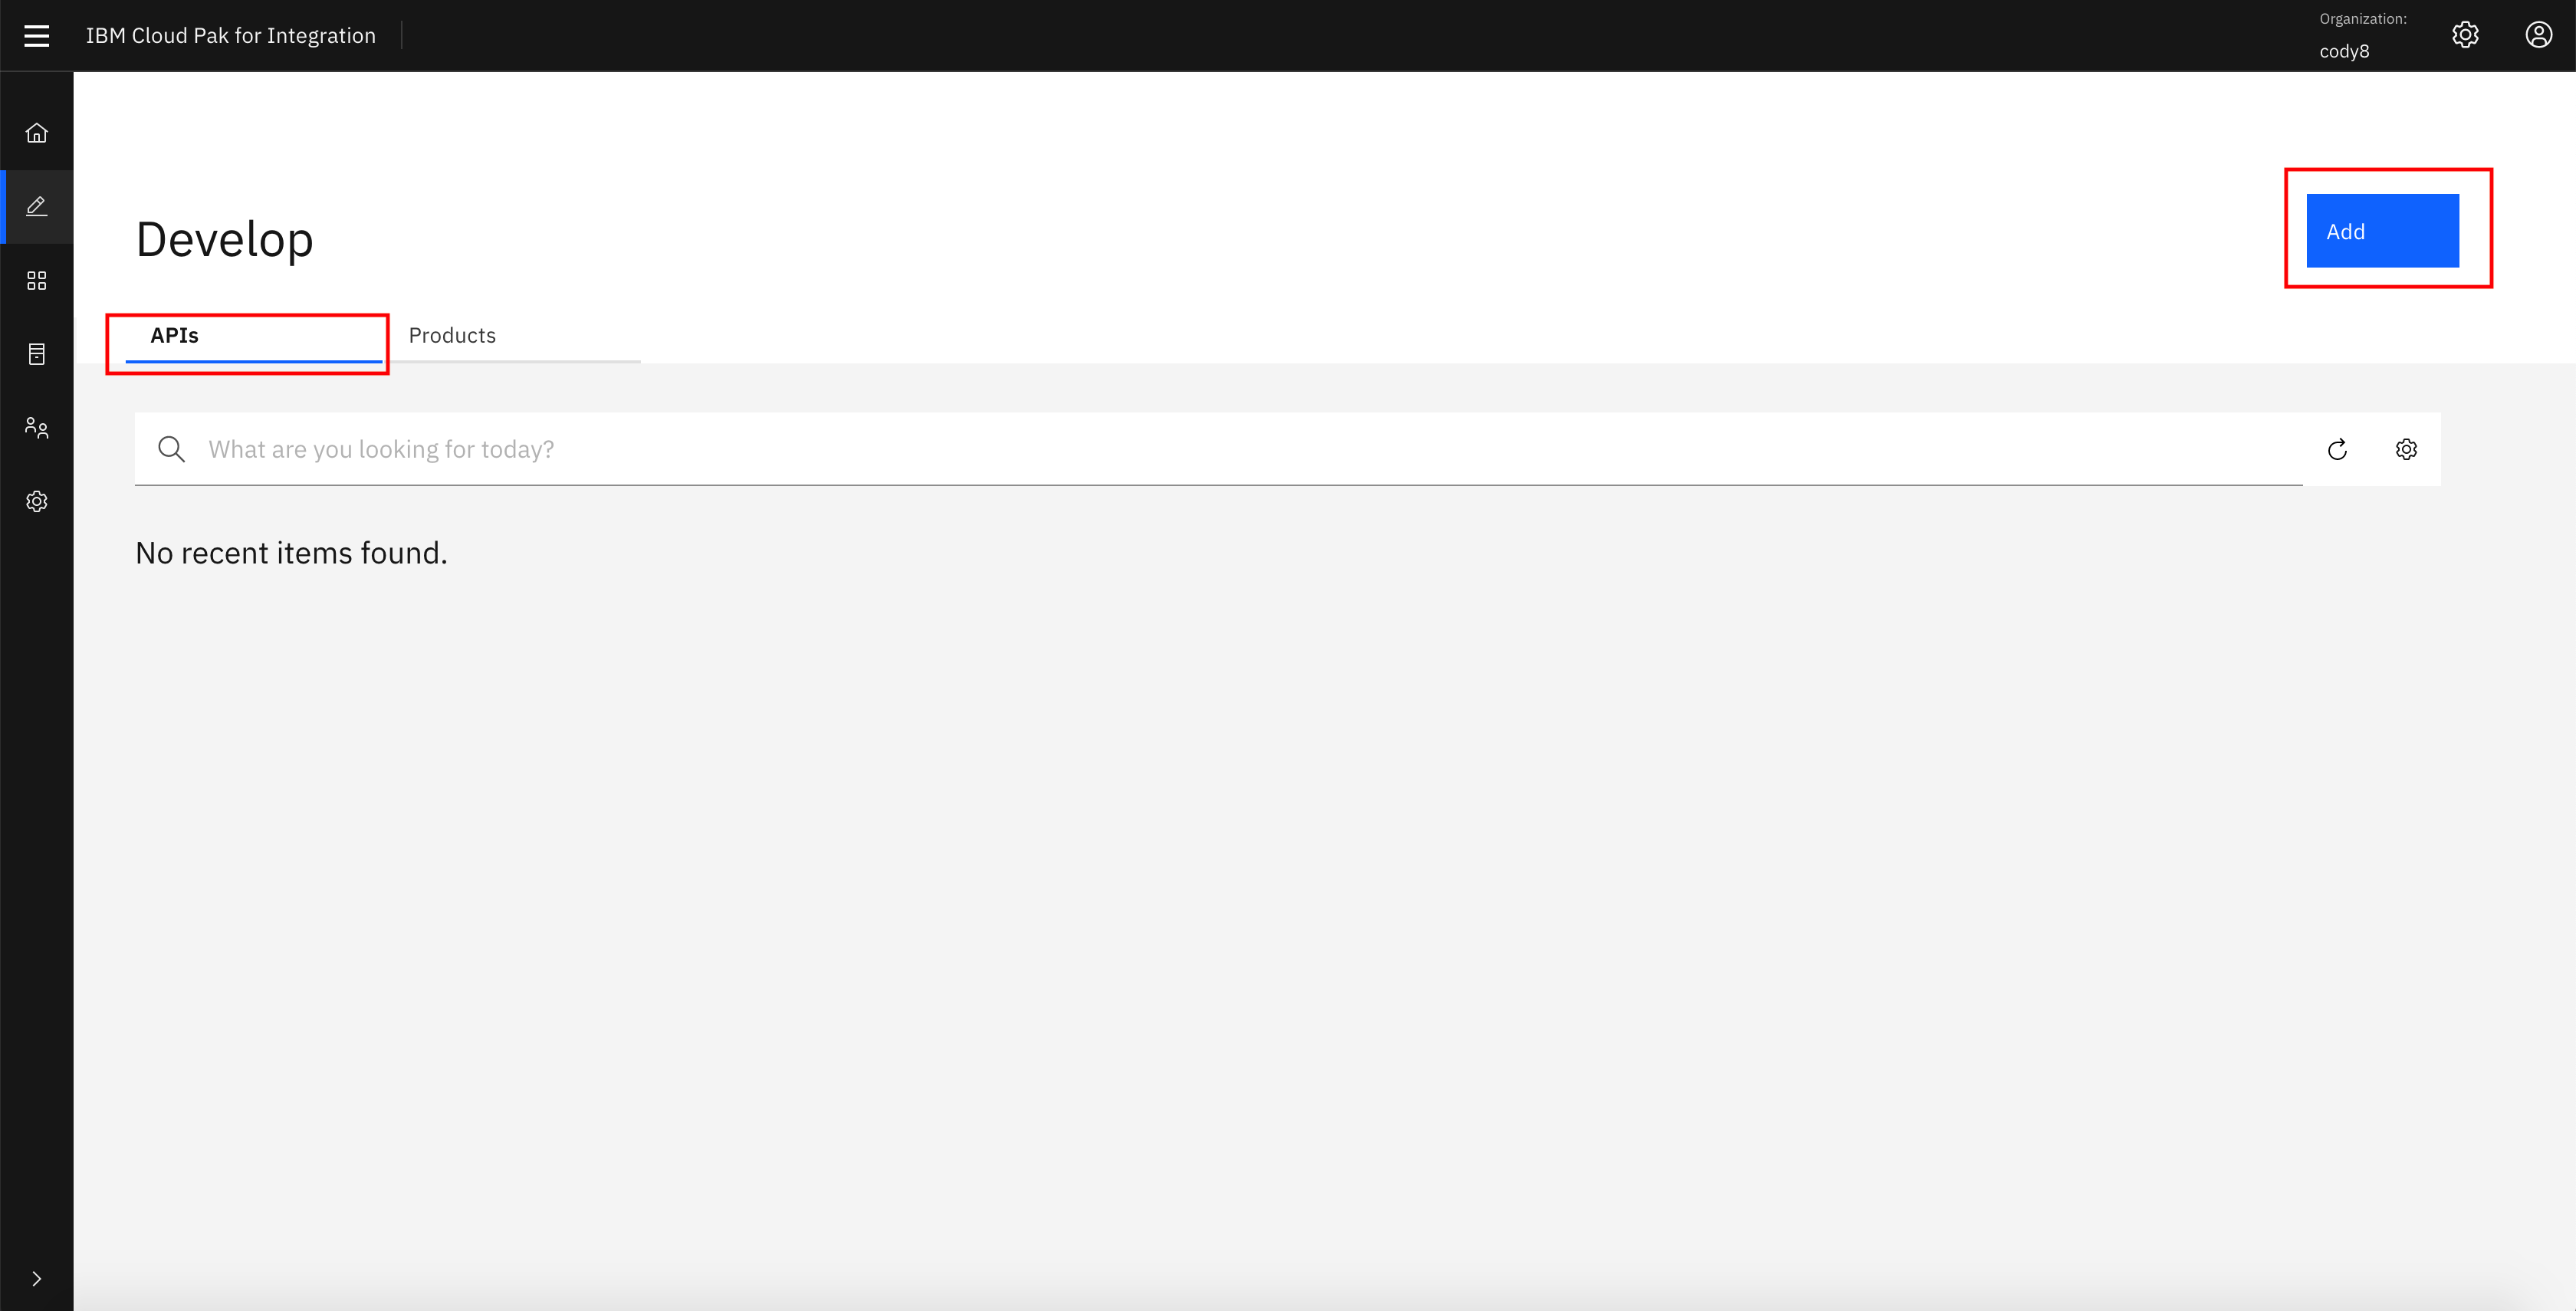 IBM Cloud Pak for Integration
Organization:
cody8
Develop
Add
APIs
Products
What are you looking for today?
No recent items found.